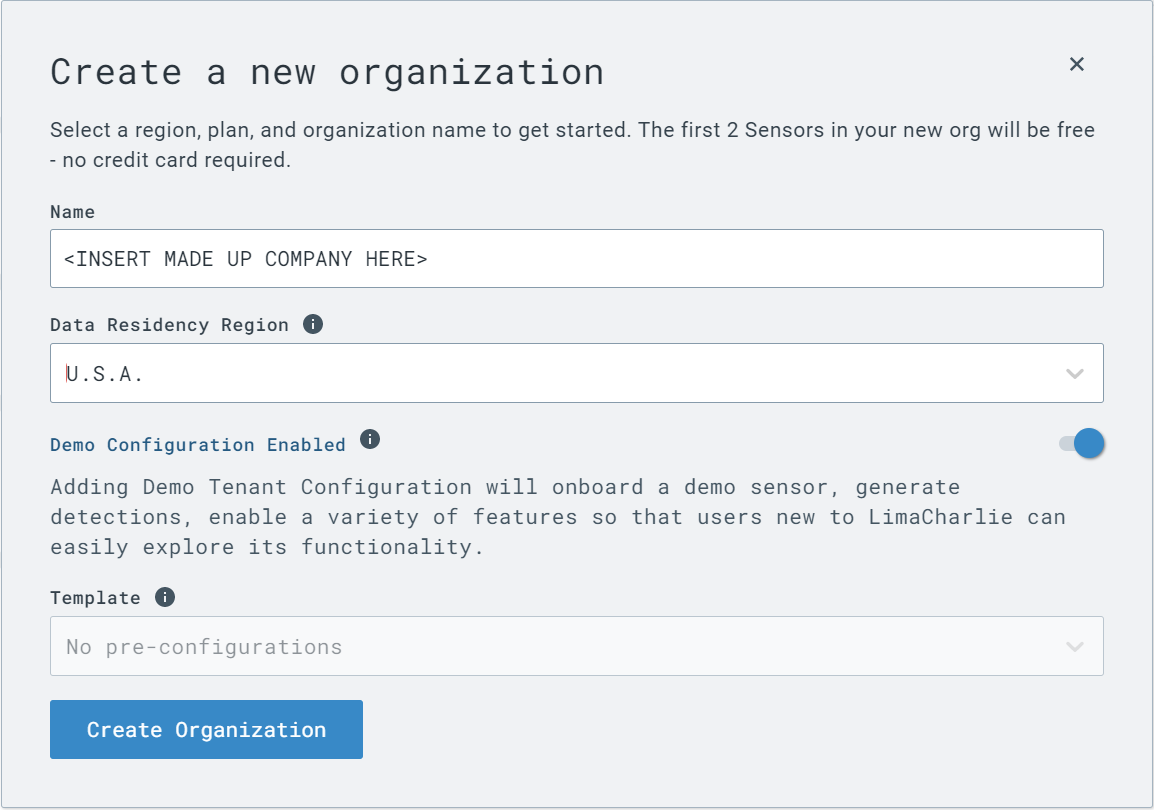 Create a new organization
Select a region, plan, and organization name to get started. The first 2 Sensors in your new org will be free
- no credit card required.
Name
<INSERT MADE UP COMPANY HERE>
Data Residency Region
U.S.A.
Demo Configuration Enabled
Adding Demo Tenant Configuration will onboard a demo sensor, generate
detections, enable a variety of features so that users new to LimaCharlie can
easily explore its functionality.
Template
No pre-configurations
Create Organization